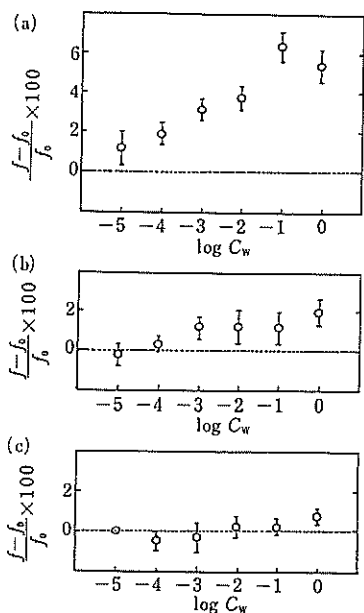 (a)
6
4
2
0
f−f₀/f₀ ×100
−5 −4 −3 −2 −1 0
log C_w
(b)
2
0
f−f₀/f₀ ×100
−5 −4 −3 −2 −1 0
log C_w
(c)
2
0
f−f₀/f₀ ×100
−5 −4 −3 −2 −1 0
log C_w